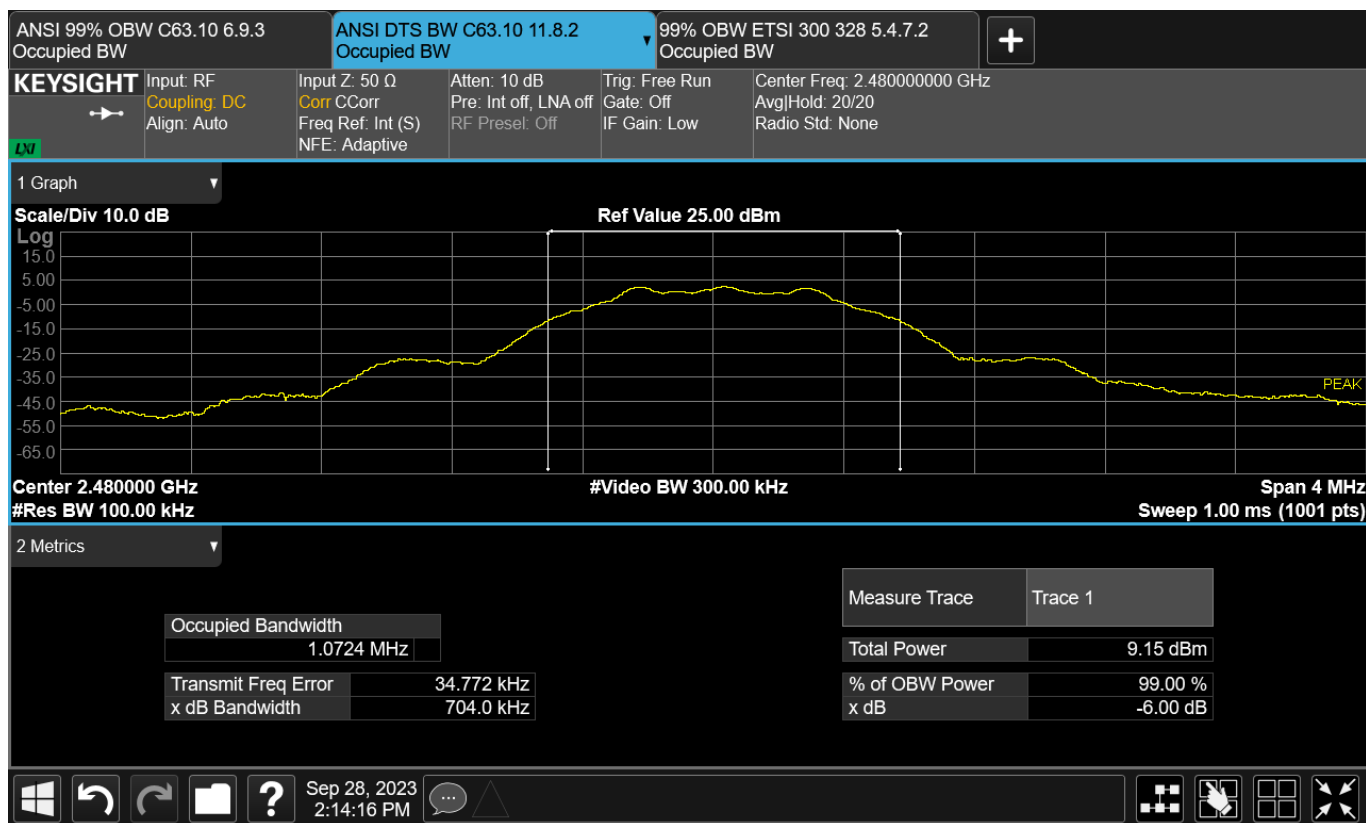 ANSI 99% OBW C63.10 6.9.3
Occupied BW
ANSI DTS BW C63.10 11.8.2
Occupied BW
99% OBW ETSI 300 328 5.4.7.2
Occupied BW
KEYSIGHT
LXI
Input: RF
Coupling: DC
Align: Auto
Input Z: 50 Ω
Corr CCorr
Freq Ref: Int (S)
NFE: Adaptive
Atten: 10 dB
Pre: Int off, LNA off
RF Presel: Off
Trig: Free Run
Gate: Off
IF Gain: Low
Center Freq: 2.480000000 GHz
Avg|Hold: 20/20
Radio Std: None
1 Graph
Scale/Div 10.0 dB
Ref Value 25.00 dBm
Log
15.0
5.00
-5.00
-15.0
-25.0
-35.0
-45.0
-55.0
-65.0
PEAK
Center 2.480000 GHz
#Video BW 300.00 kHz
Span 4 MHz
#Res BW 100.00 kHz
Sweep 1.00 ms (1001 pts)
2 Metrics
Measure Trace Trace 1
Occupied Bandwidth
1.0724 MHz
Total Power 9.15 dBm
Transmit Freq Error 34.772 kHz
% of OBW Power 99.00 %
x dB Bandwidth 704.0 kHz
x dB -6.00 dB
Sep 28, 2023
2:14:16 PM